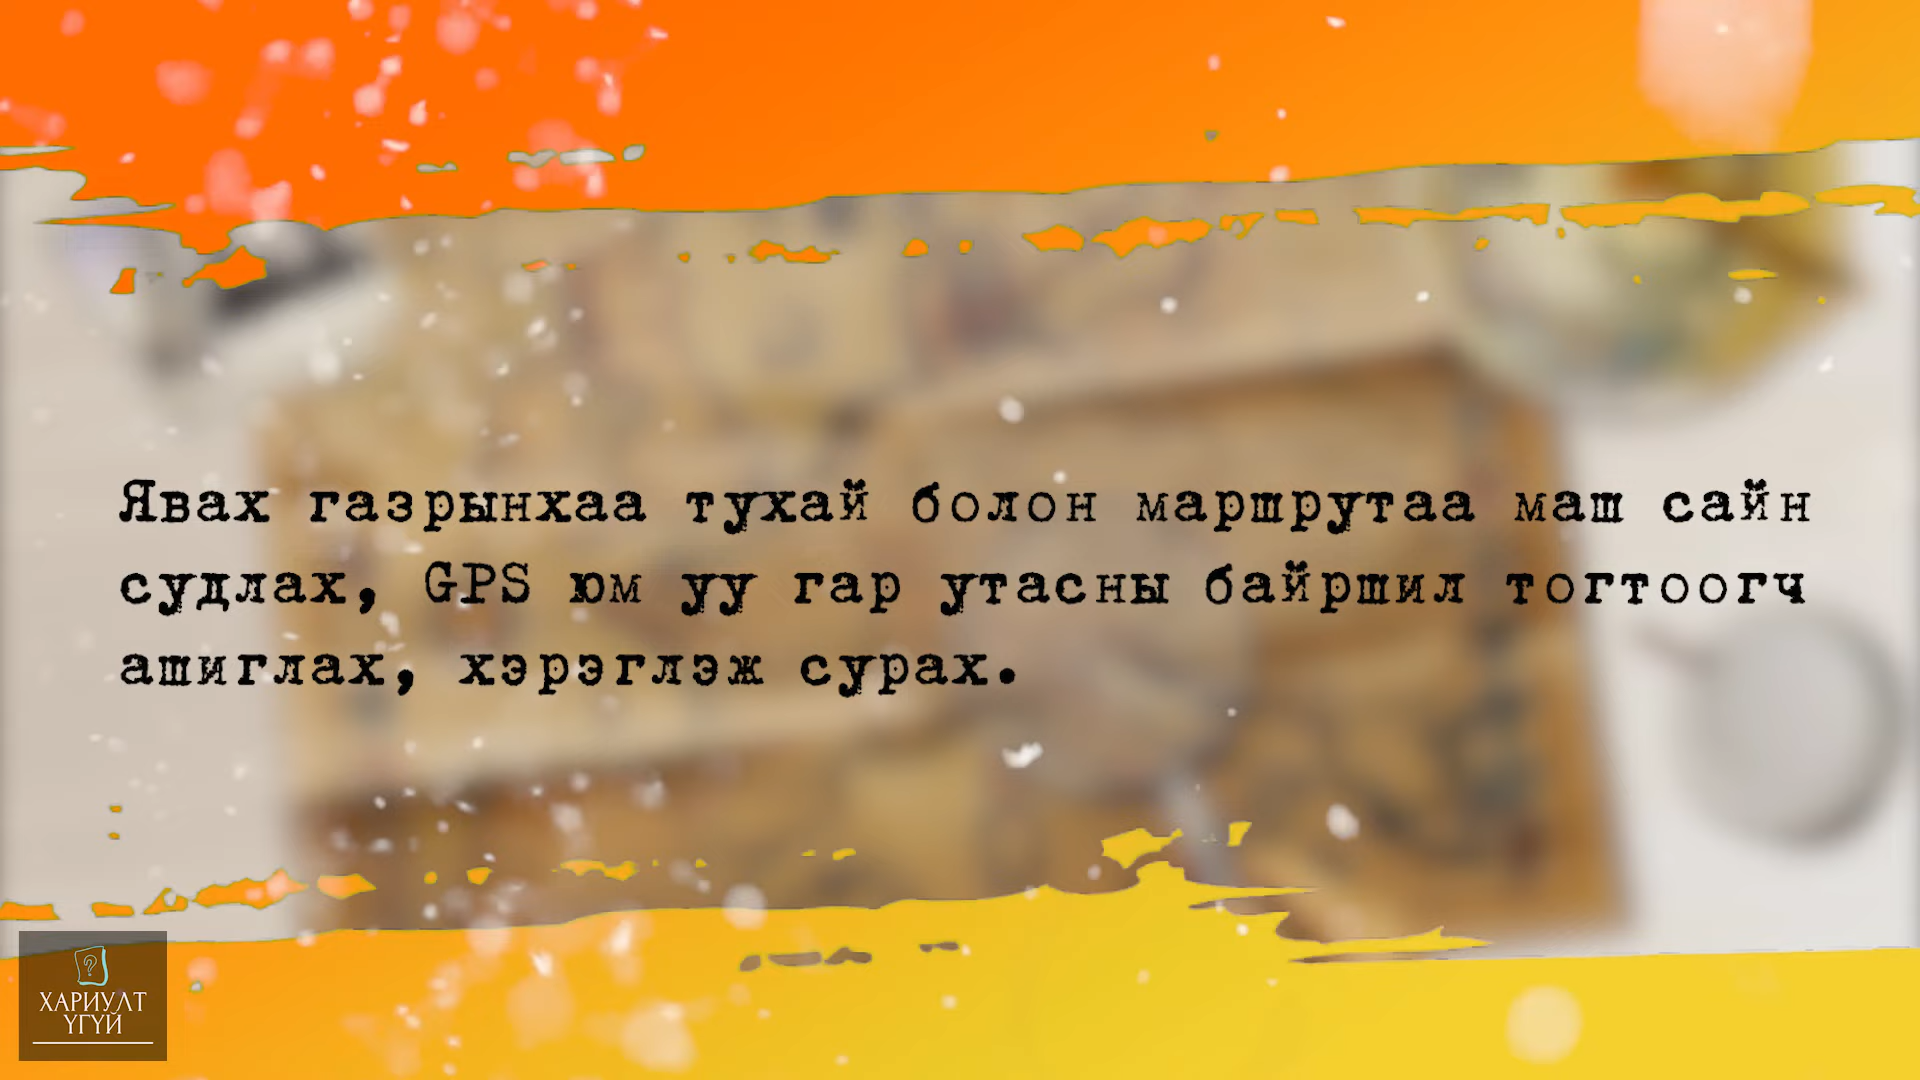 Явах газрынхаа тухай болон маршрутаа маш сайн
судлах, GPS юм уу гар утасны байршил тогтоогч
ашиглах, хэрэглэж сурах.
?
ХАРИУЛТ
ҮГҮЙ